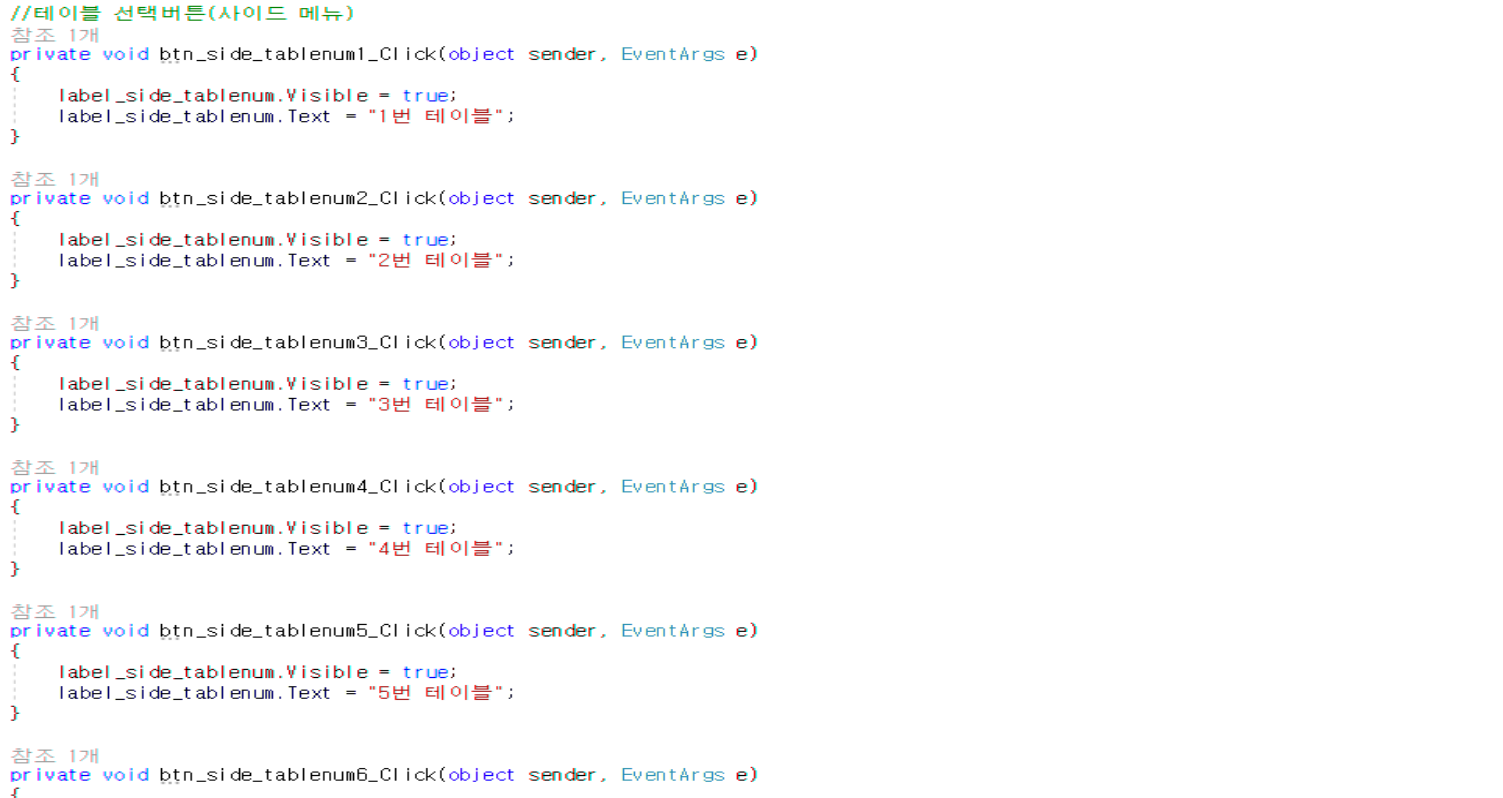 //테이블 선택버튼(사이드 메뉴)
참조 1개
private void btn_side_tablenum1_Click(object sender, EventArgs e)
{
label_side_tablenum.Visible = true;
label_side_tablenum.Text = "1번 테이블";
}
참조 1개
private void btn_side_tablenum2_Click(object sender, EventArgs e)
{
label_side_tablenum.Visible = true;
label_side_tablenum.Text = "2번 테이블";
}
참조 1개
private void btn_side_tablenum3_Click(object sender, EventArgs e)
{
label_side_tablenum.Visible = true;
label_side_tablenum.Text = "3번 테이블";
}
참조 1개
private void btn_side_tablenum4_Click(object sender, EventArgs e)
{
label_side_tablenum.Visible = true;
label_side_tablenum.Text = "4번 테이블";
}
참조 1개
private void btn_side_tablenum5_Click(object sender, EventArgs e)
{
label_side_tablenum.Visible = true;
label_side_tablenum.Text = "5번 테이블";
}
참조 1개
private void btn_side_tablenum6_Click(object sender, EventArgs e)
{